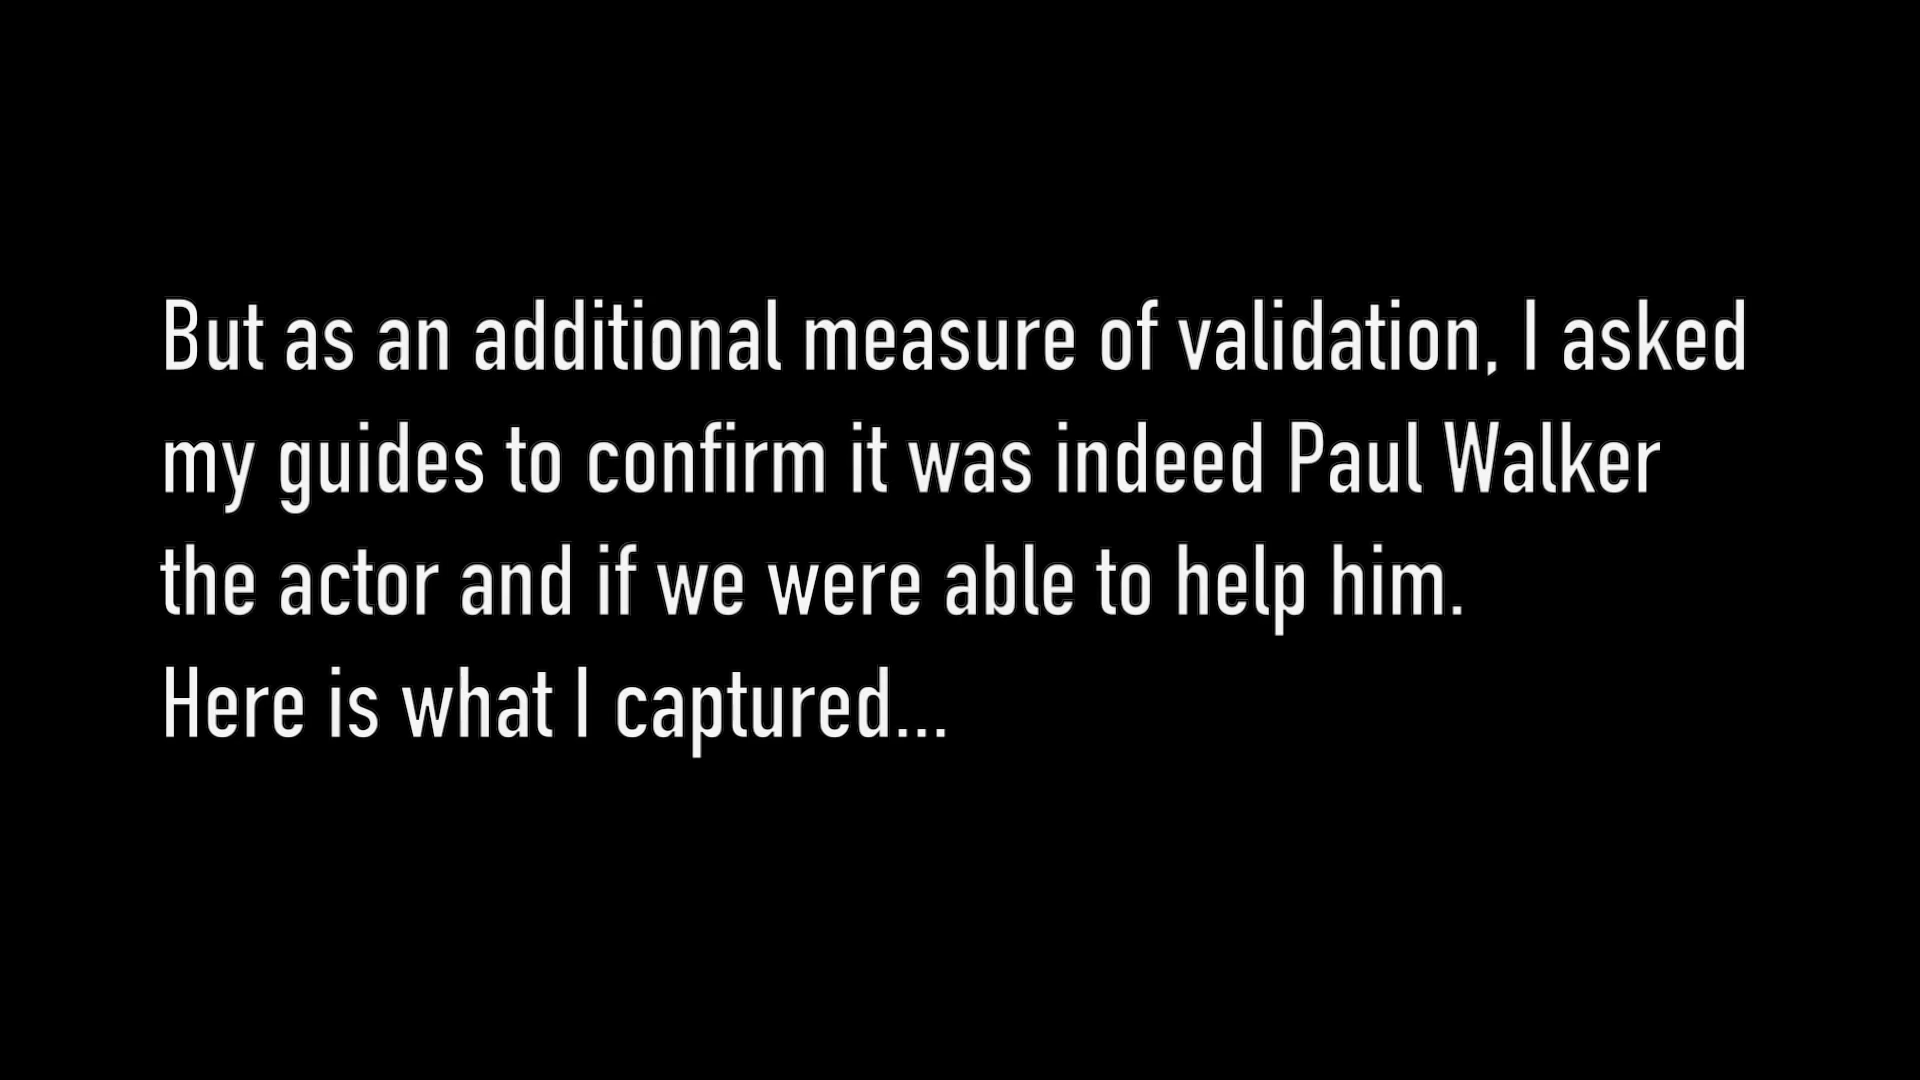 But as an additional measure of validation, I asked
my guides to confirm it was indeed Paul Walker
the actor and if we were able to help him.
Here is what I captured...